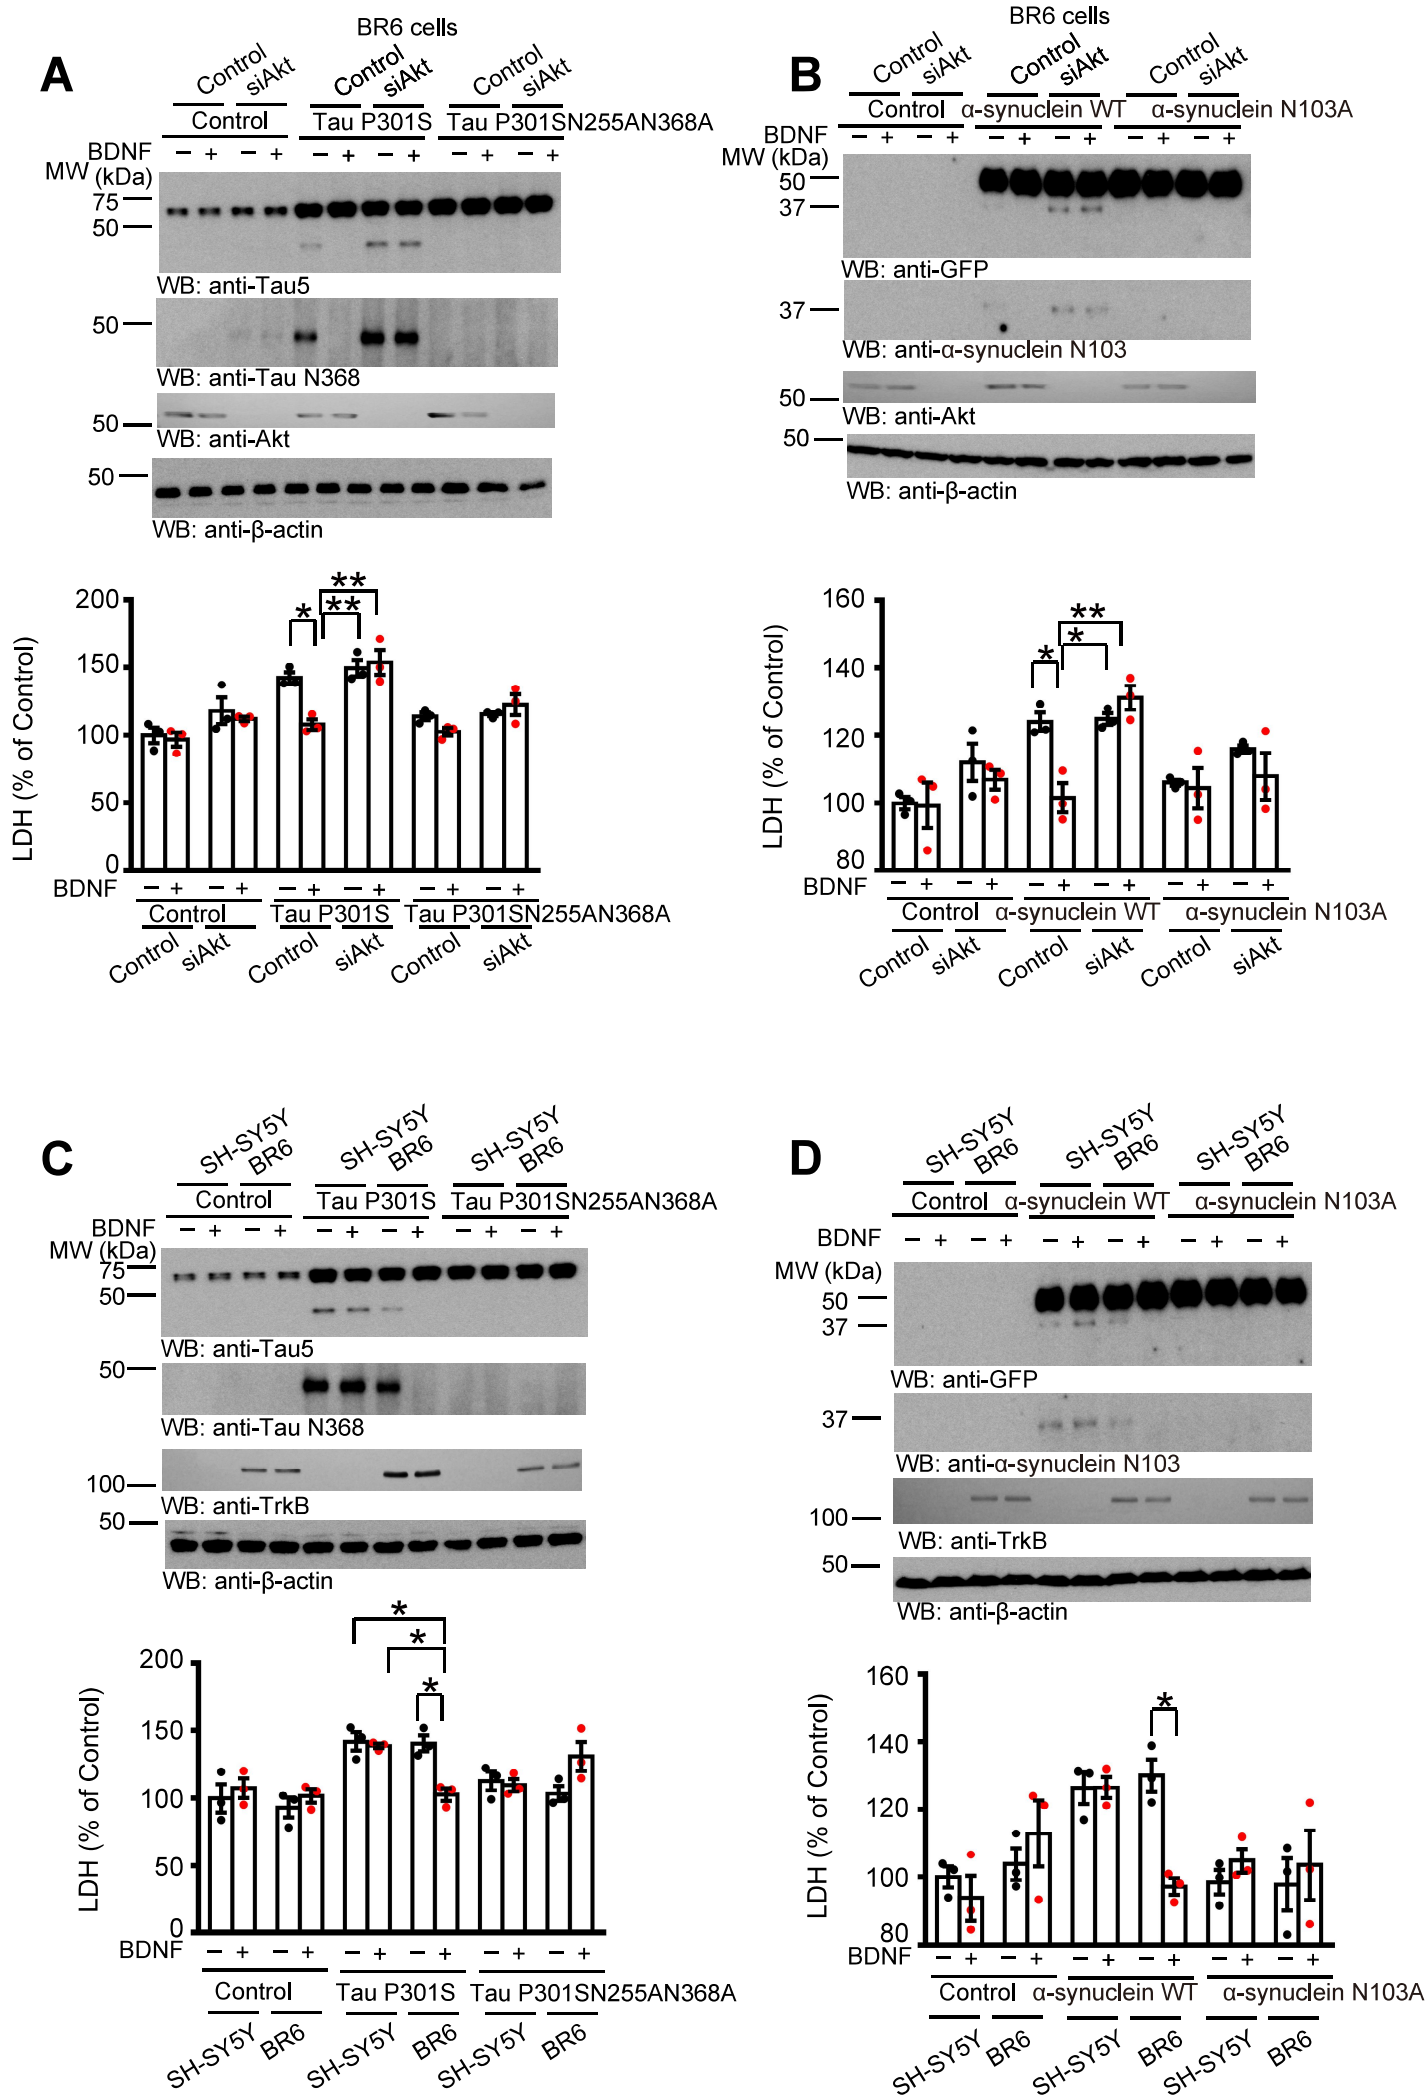 A
BR6 cells
Control siAkt Control siAkt Control siAkt
Control Tau P301S Tau P301SN255AN368A
BDNF − + − + − + − + − + − +
MW (kDa)
75
50
WB: anti-Tau5
50
WB: anti-Tau N368
50
WB: anti-Akt
50
WB: anti-β-actin
LDH (% of Control)
200
150
100
50
0
* ** **
BDNF − + − + − + − + − + − +
Control Tau P301S Tau P301SN255AN368A
Control siAkt Control siAkt Control siAkt
B
BR6 cells
Control siAkt Control siAkt Control siAkt
Control α-synuclein WT α-synuclein N103A
BDNF − + − + − + − + − + − +
MW (kDa)
50
37
WB: anti-GFP
37
WB: anti-α-synuclein N103
50
WB: anti-Akt
50
WB: anti-β-actin
LDH (% of Control)
160
140
120
100
80
* * **
BDNF − + − + − + − + − + − +
Control α-synuclein WT α-synuclein N103A
Control siAkt Control siAkt Control siAkt
C
SH-SY5Y BR6 SH-SY5Y BR6 SH-SY5Y BR6
Control Tau P301S Tau P301SN255AN368A
BDNF − + − + − + − + − + − +
MW (kDa)
75
50
WB: anti-Tau5
50
WB: anti-Tau N368
100
WB: anti-TrkB
50
WB: anti-β-actin
LDH (% of Control)
200
150
100
50
0
* * *
BDNF − + − + − + − + − + − +
Control Tau P301S Tau P301SN255AN368A
SH-SY5Y BR6 SH-SY5Y BR6 SH-SY5Y BR6
D
SH-SY5Y BR6 SH-SY5Y BR6 SH-SY5Y BR6
Control α-synuclein WT α-synuclein N103A
BDNF − + − + − + − + − + − +
MW (kDa)
50
37
WB: anti-GFP
37
WB: anti-α-synuclein N103
100
WB: anti-TrkB
50
WB: anti-β-actin
LDH (% of Control)
160
140
120
100
80
*
BDNF − + − + − + − + − + − +
Control α-synuclein WT α-synuclein N103A
SH-SY5Y BR6 SH-SY5Y BR6 SH-SY5Y BR6